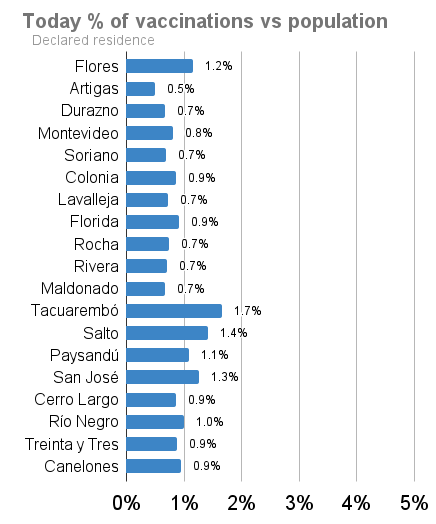 Today % of vaccinations vs population
Declared residence
Flores 1.2%
Artigas 0.5%
Durazno 0.7%
Montevideo 0.8%
Soriano 0.7%
Colonia 0.9%
Lavalleja 0.7%
Florida 0.9%
Rocha 0.7%
Rivera 0.7%
Maldonado 0.7%
Tacuarembó 1.7%
Salto 1.4%
Paysandú 1.1%
San José 1.3%
Cerro Largo 0.9%
Río Negro 1.0%
Treinta y Tres 0.9%
Canelones 0.9%
0% 1% 2% 3% 4% 5%